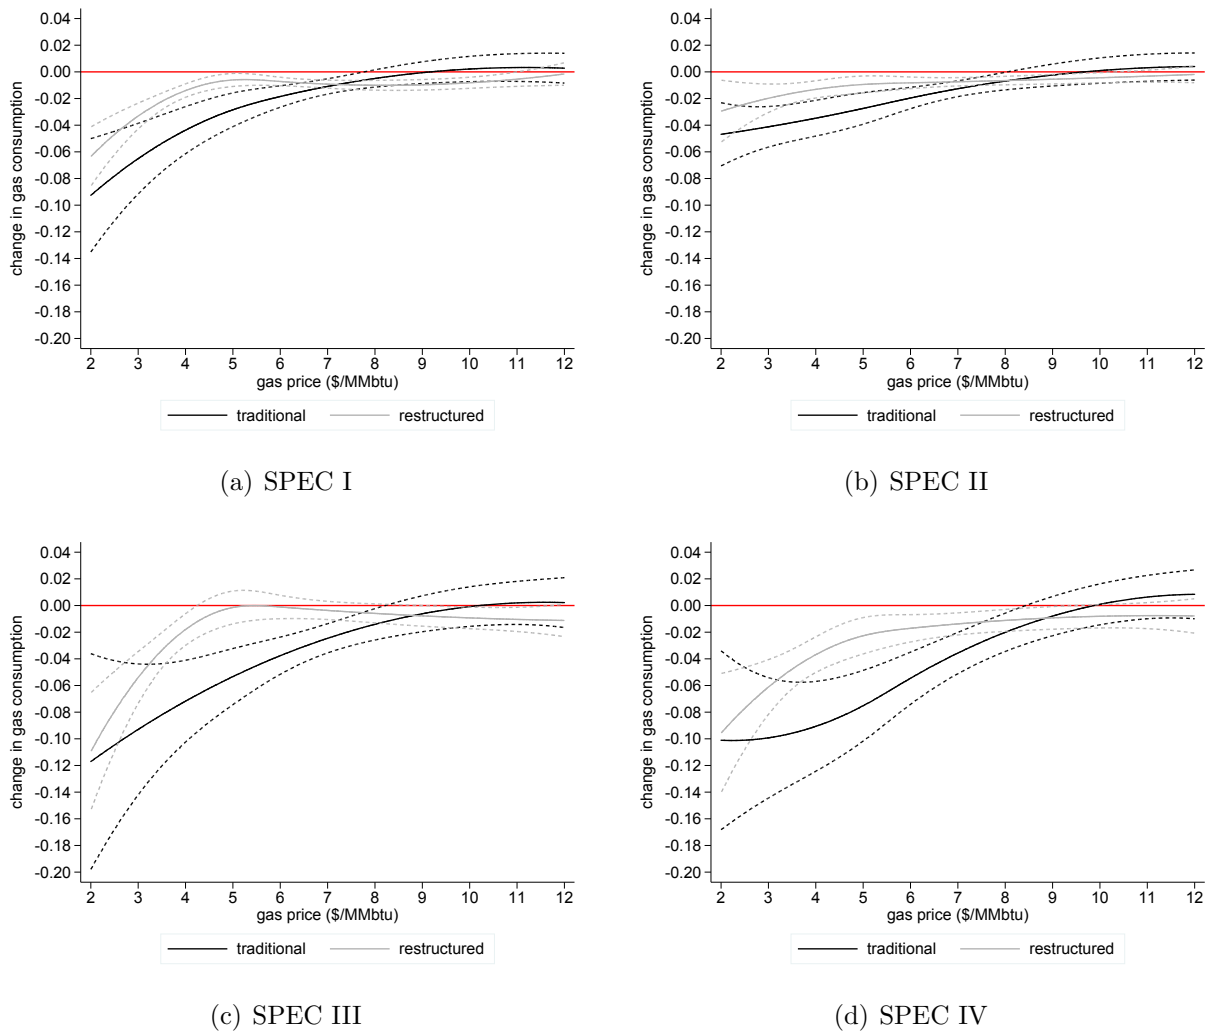 0.04
0.02
0.00
-0.02
-0.04
-0.06
-0.08
-0.10
-0.12
-0.14
-0.16
-0.18
-0.20
change in gas consumption
2 3 4 5 6 7 8 9 10 11 12
gas price ($/MMbtu)
traditional restructured
(a) SPEC I
0.04
0.02
0.00
-0.02
-0.04
-0.06
-0.08
-0.10
-0.12
-0.14
-0.16
-0.18
-0.20
change in gas consumption
2 3 4 5 6 7 8 9 10 11 12
gas price ($/MMbtu)
traditional restructured
(b) SPEC II
0.04
0.02
0.00
-0.02
-0.04
-0.06
-0.08
-0.10
-0.12
-0.14
-0.16
-0.18
-0.20
change in gas consumption
2 3 4 5 6 7 8 9 10 11 12
gas price ($/MMbtu)
traditional restructured
(c) SPEC III
0.04
0.02
0.00
-0.02
-0.04
-0.06
-0.08
-0.10
-0.12
-0.14
-0.16
-0.18
-0.20
change in gas consumption
2 3 4 5 6 7 8 9 10 11 12
gas price ($/MMbtu)
traditional restructured
(d) SPEC IV